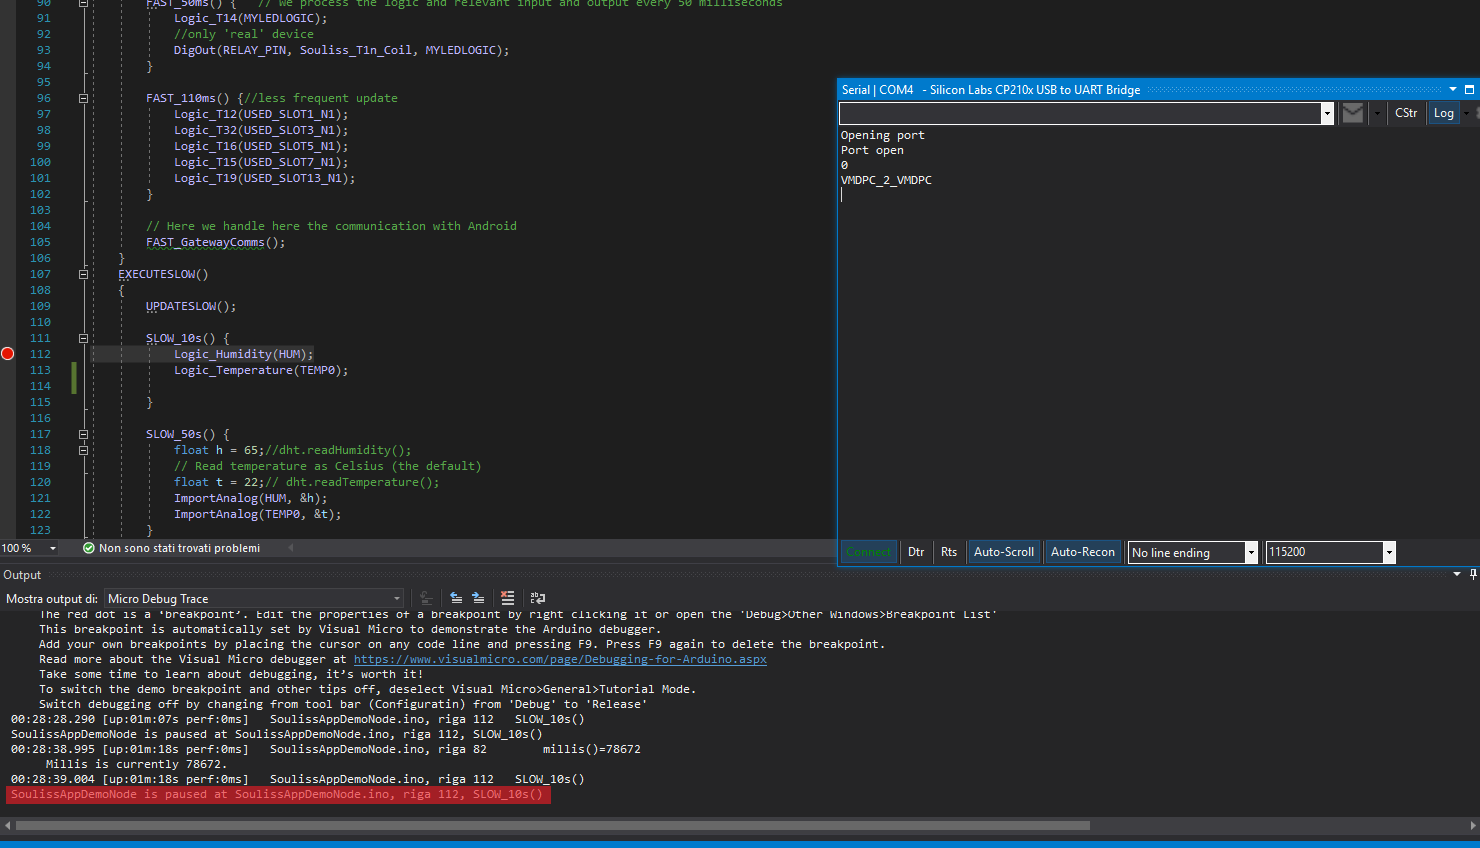 90 FAST_50ms() { // We process the logic and relevant input and output every 50 milliseconds
91 Logic_T14(MYLEDLOGIC);
92 //only 'real' device
93 DigOut(RELAY_PIN, Souliss_T1n_Coil, MYLEDLOGIC);
94 }
95
96 FAST_110ms() {//less frequent update
97 Logic_T12(USED_SLOT1_N1);
98 Logic_T32(USED_SLOT3_N1);
99 Logic_T16(USED_SLOT5_N1);
100 Logic_T15(USED_SLOT7_N1);
101 Logic_T19(USED_SLOT13_N1);
102 }
103
104 // Here we handle here the communication with Android
105 FAST_GatewayComms();
106 }
107 EXECUTESLOW()
108 {
109 UPDATESLOW();
110
111 SLOW_10s() {
112 Logic_Humidity(HUM);
113 Logic_Temperature(TEMP0);
114
115 }
116
117 SLOW_50s() {
118 float h = 65;//dht.readHumidity();
119 // Read temperature as Celsius (the default)
120 float t = 22;// dht.readTemperature();
121 ImportAnalog(HUM, &h);
122 ImportAnalog(TEMP0, &t);
123 }
100 % Non sono stati trovati problemi
Serial | COM4 - Silicon Labs CP210x USB to UART Bridge
CStr Log
Opening port
Port open
0
VMDPC_2_VMDPC
Connect Dtr Rts Auto-Scroll Auto-Recon No line ending 115200
Output
Mostra output di: Micro Debug Trace
The red dot is a ‘breakpoint’. Edit the properties of a breakpoint by right clicking it or open the 'Debug>Other Windows>Breakpoint List'
This breakpoint is automatically set by Visual Micro to demonstrate the Arduino debugger.
Add your own breakpoints by placing the cursor on any code line and pressing F9. Press F9 again to delete the breakpoint.
Read more about the Visual Micro debugger at https://www.visualmicro.com/page/Debugging-for-Arduino.aspx
Take some time to learn about debugging, it’s worth it!
To switch the demo breakpoint and other tips off, deselect Visual Micro>General>Tutorial Mode.
Switch debugging off by changing from tool bar (Configuratin) from 'Debug' to 'Release'
00:28:28.290 [up:01m:07s perf:0ms] SoulissAppDemoNode.ino, riga 112 SLOW_10s()
SoulissAppDemoNode is paused at SoulissAppDemoNode.ino, riga 112, SLOW_10s()
00:28:38.995 [up:01m:18s perf:0ms] SoulissAppDemoNode.ino, riga 82 millis()=78672
Millis is currently 78672.
00:28:39.004 [up:01m:18s perf:0ms] SoulissAppDemoNode.ino, riga 112 SLOW_10s()
SoulissAppDemoNode is paused at SoulissAppDemoNode.ino, riga 112, SLOW_10s()